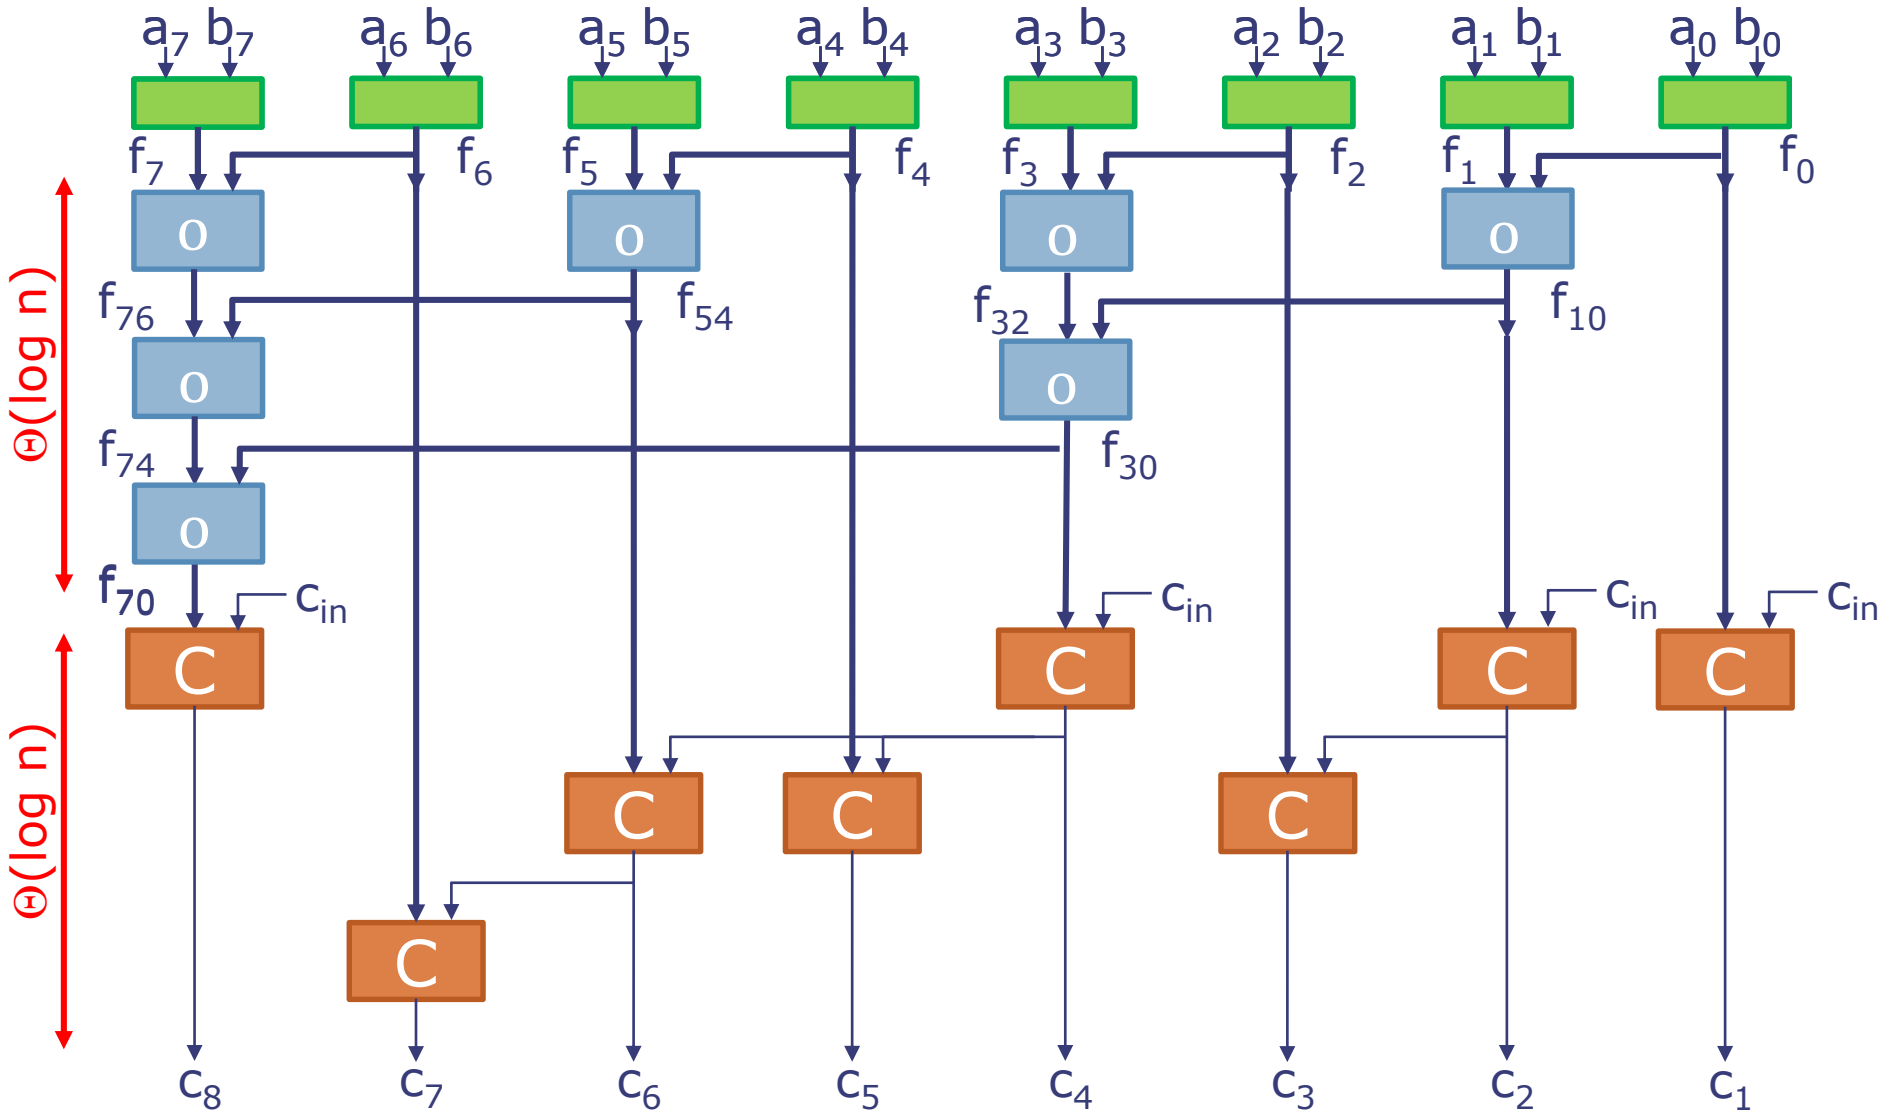 a7 b7 a6 b6 a5 b5 a4 b4 a3 b3 a2 b2 a1 b1 a0 b0
f7 f6 f5 f4 f3 f2 f1 f0
o o o o
f76 f54 f32 f10
o o
f74 f30
o
f70 cin cin cin cin
C C C C
C C C
C
c8 c7 c6 c5 c4 c3 c2 c1
Θ(log n)
Θ(log n)